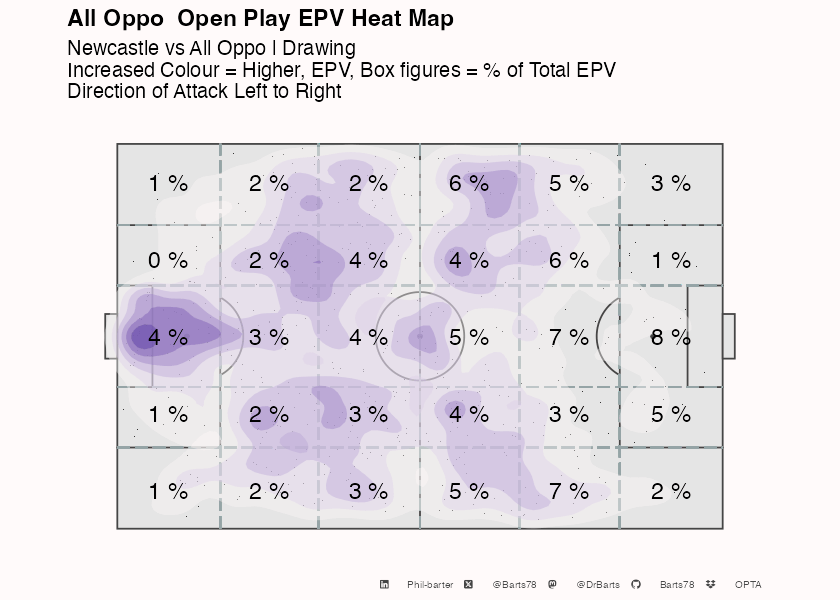 All Oppo  Open Play EPV Heat Map
Newcastle vs All Oppo | Drawing
Increased Colour = Higher, EPV, Box figures = % of Total EPV
Direction of Attack Left to Right
1 % 2 % 2 % 6 % 5 % 3 %
0 % 2 % 4 % 4 % 6 % 1 %
4 % 3 % 4 % 5 % 7 % 8 %
1 % 2 % 3 % 4 % 3 % 5 %
1 % 2 % 3 % 5 % 7 % 2 %
Phil-barter @Barts78 @DrBarts Barts78 OPTA